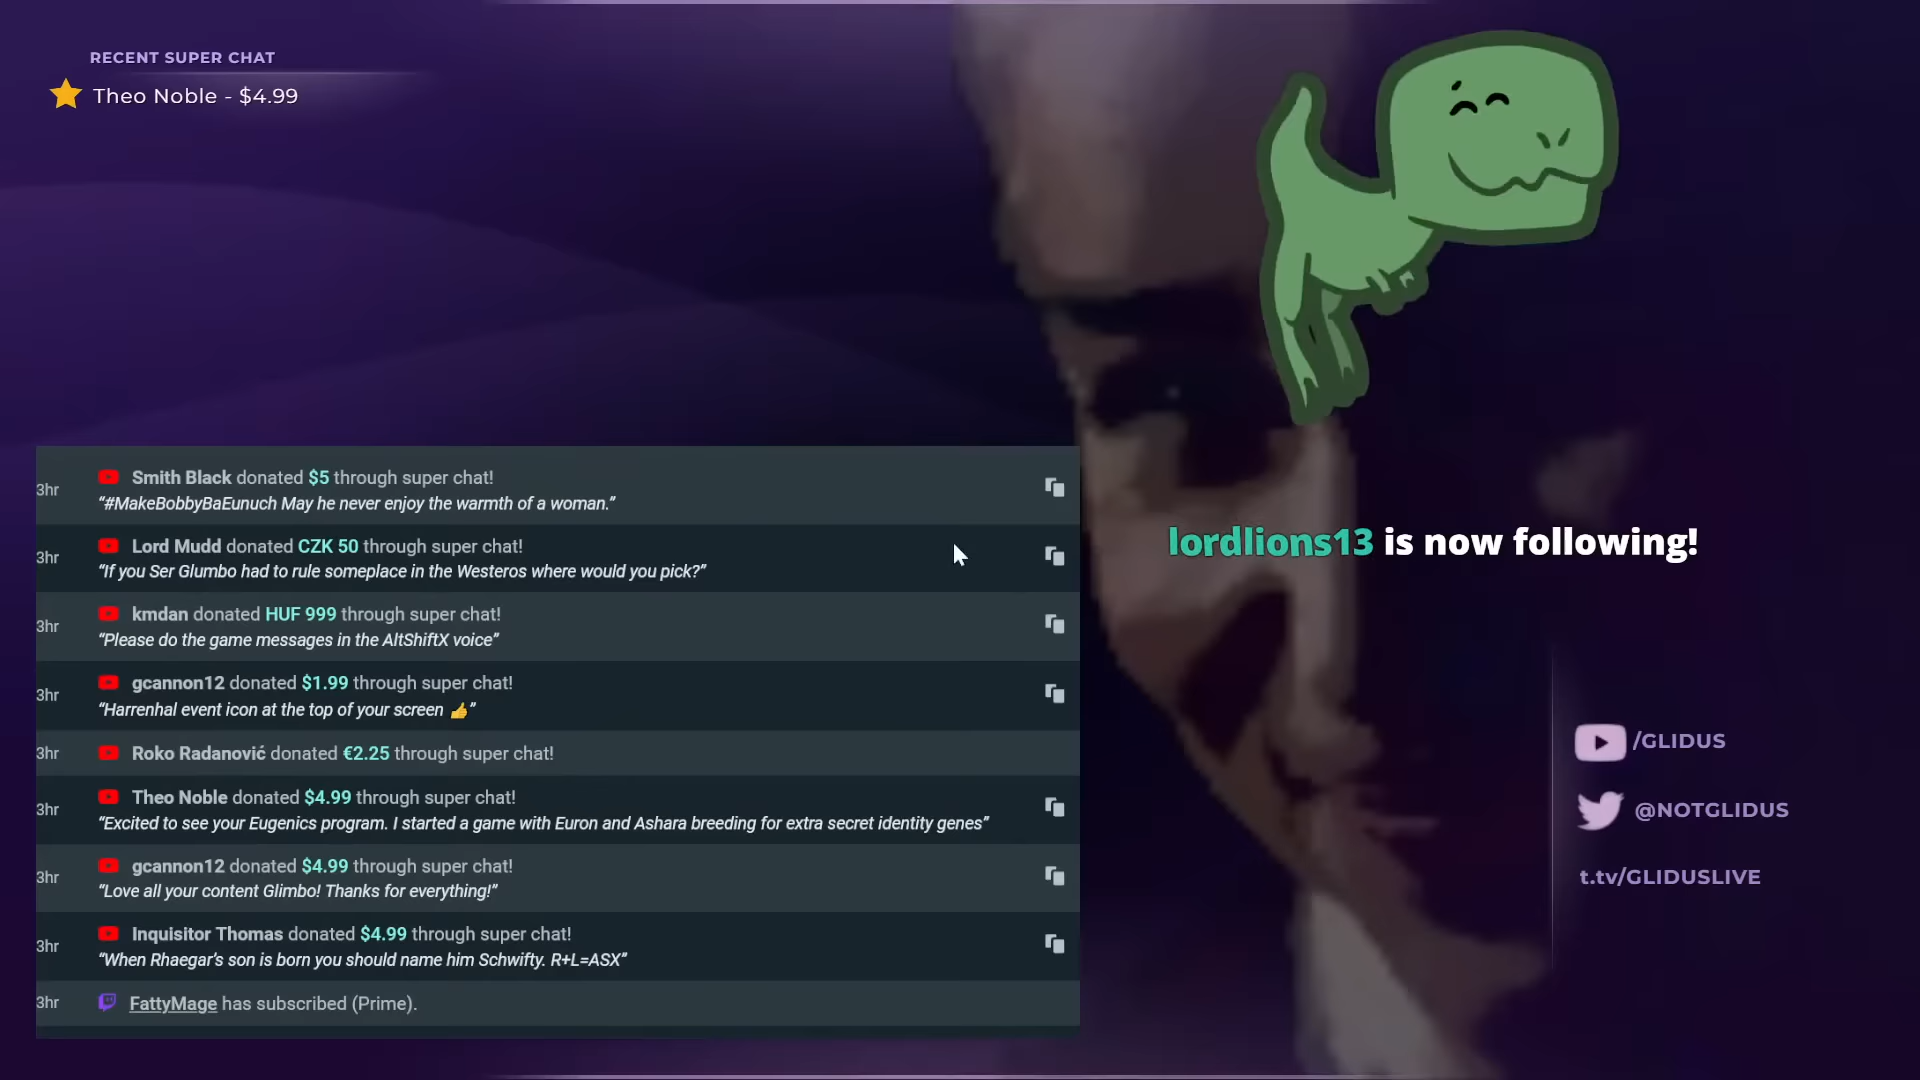 RECENT SUPER CHAT
Theo Noble - $4.99
3hr
Smith Black donated $5 through super chat!
“#MakeBobbyBaEunuch May he never enjoy the warmth of a woman.”
3hr
Lord Mudd donated CZK 50 through super chat!
“If you Ser Glumbo had to rule someplace in the Westeros where would you pick?”
3hr
kmdan donated HUF 999 through super chat!
“Please do the game messages in the AltShiftX voice”
3hr
gcannon12 donated $1.99 through super chat!
“Harrenhal event icon at the top of your screen 👍”
3hr
Roko Radanović donated €2.25 through super chat!
3hr
Theo Noble donated $4.99 through super chat!
“Excited to see your Eugenics program. I started a game with Euron and Ashara breeding for extra secret identity genes”
3hr
gcannon12 donated $4.99 through super chat!
“Love all your content Glimbo! Thanks for everything!”
3hr
Inquisitor Thomas donated $4.99 through super chat!
“When Rhaegar’s son is born you should name him Schwifty. R+L=ASX”
3hr
FattyMage has subscribed (Prime).
lordlions13 is now following!
/GLIDUS
@NOTGLIDUS
t.tv/GLIDUSLIVE